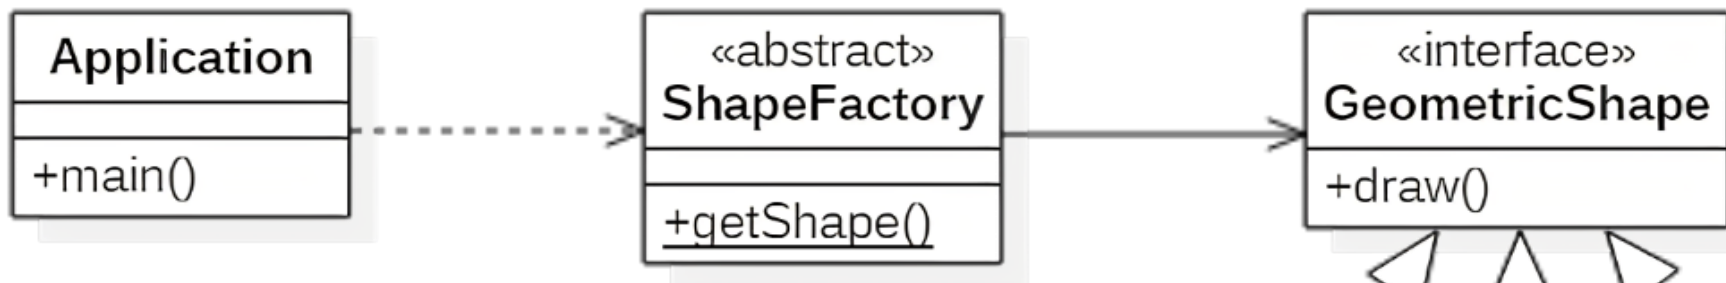 Application
+main()
«abstract»
ShapeFactory
+getShape()
«interface»
GeometricShape
+draw()